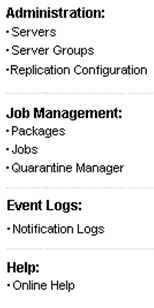 Administration:
• Servers
• Server Groups
• Replication Configuration
Job Management:
• Packages
• Jobs
• Quarantine Manager
Event Logs:
• Notification Logs
Help:
• Online Help